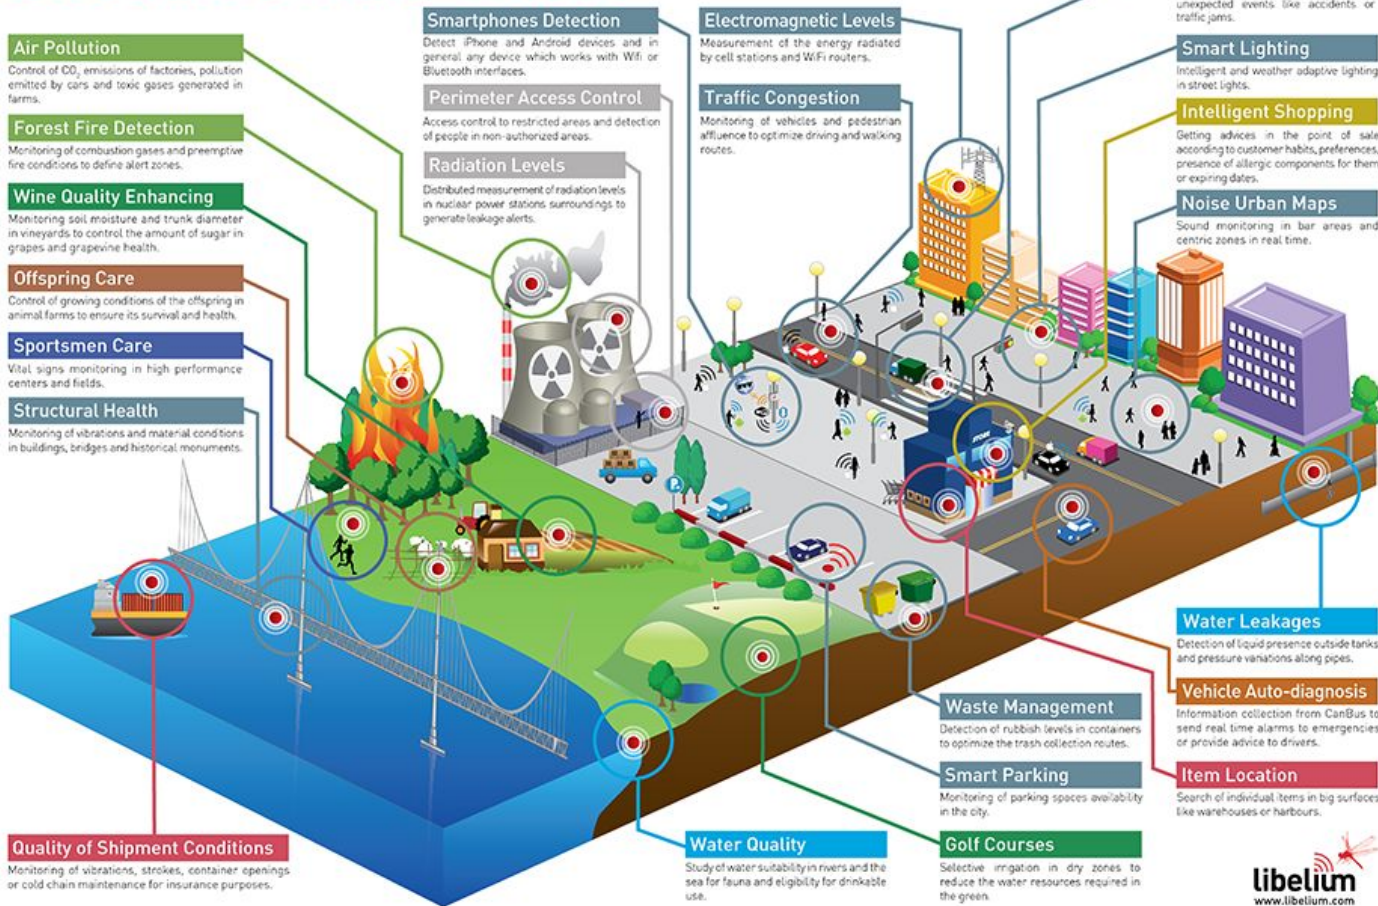 Air Pollution
Control of CO2 emissions of factories, pollution
emitted by cars and toxic gases generated in
farms.
Forest Fire Detection
Monitoring of combustion gases and preemptive
fire conditions to define alert zones.
Wine Quality Enhancing
Monitoring soil moisture and trunk diameter
in vineyards to control the amount of sugar in
grapes and grapevine health.
Offspring Care
Control of growing conditions of the offspring in
animal farms to ensure its survival and health.
Sportsmen Care
Vital signs monitoring in high performance
centers and fields.
Structural Health
Monitoring of vibrations and material conditions
in buildings, bridges and historical monuments.
Quality of Shipment Conditions
Monitoring of vibrations, strokes, container openings
or cold chain maintenance for insurance purposes.
Smartphones Detection
Detect iPhone and Android devices and in
general any device which works with Wifi or
Bluetooth interfaces.
Perimeter Access Control
Access control to restricted areas and detection
of people in non-authorized areas.
Radiation Levels
Distributed measurement of radiation levels
in nuclear power stations surroundings to
generate leakage alerts.
Electromagnetic Levels
Measurement of the energy radiated
by cell stations and WiFi routers.
Traffic Congestion
Monitoring of vehicles and pedestrian
affluence to optimize driving and walking
routes.
unexpected events like accidents or
traffic jams.
Smart Lighting
Intelligent and weather adaptive lighting
in street lights.
Intelligent Shopping
Getting advices in the point of sale
according to customer habits, preferences,
presence of allergic components for them
or expiring dates.
Noise Urban Maps
Sound monitoring in bar areas and
centric zones in real time.
STORE
P
Water Leakages
Detection of liquid presence outside tanks
and pressure variations along pipes.
Vehicle Auto-diagnosis
Information collection from CanBus to
send real time alarms to emergencies
or provide advice to drivers.
Item Location
Search of individual items in big surfaces
like warehouses or harbours.
Waste Management
Detection of rubbish levels in containers
to optimize the trash collection routes.
Smart Parking
Monitoring of parking spaces availability
in the city.
Golf Courses
Selective irrigation in dry zones to
reduce the water resources required in
the green.
Water Quality
Study of water suitability in rivers and the
sea for fauna and eligibility for drinkable
use.
libelium
www.libelium.com